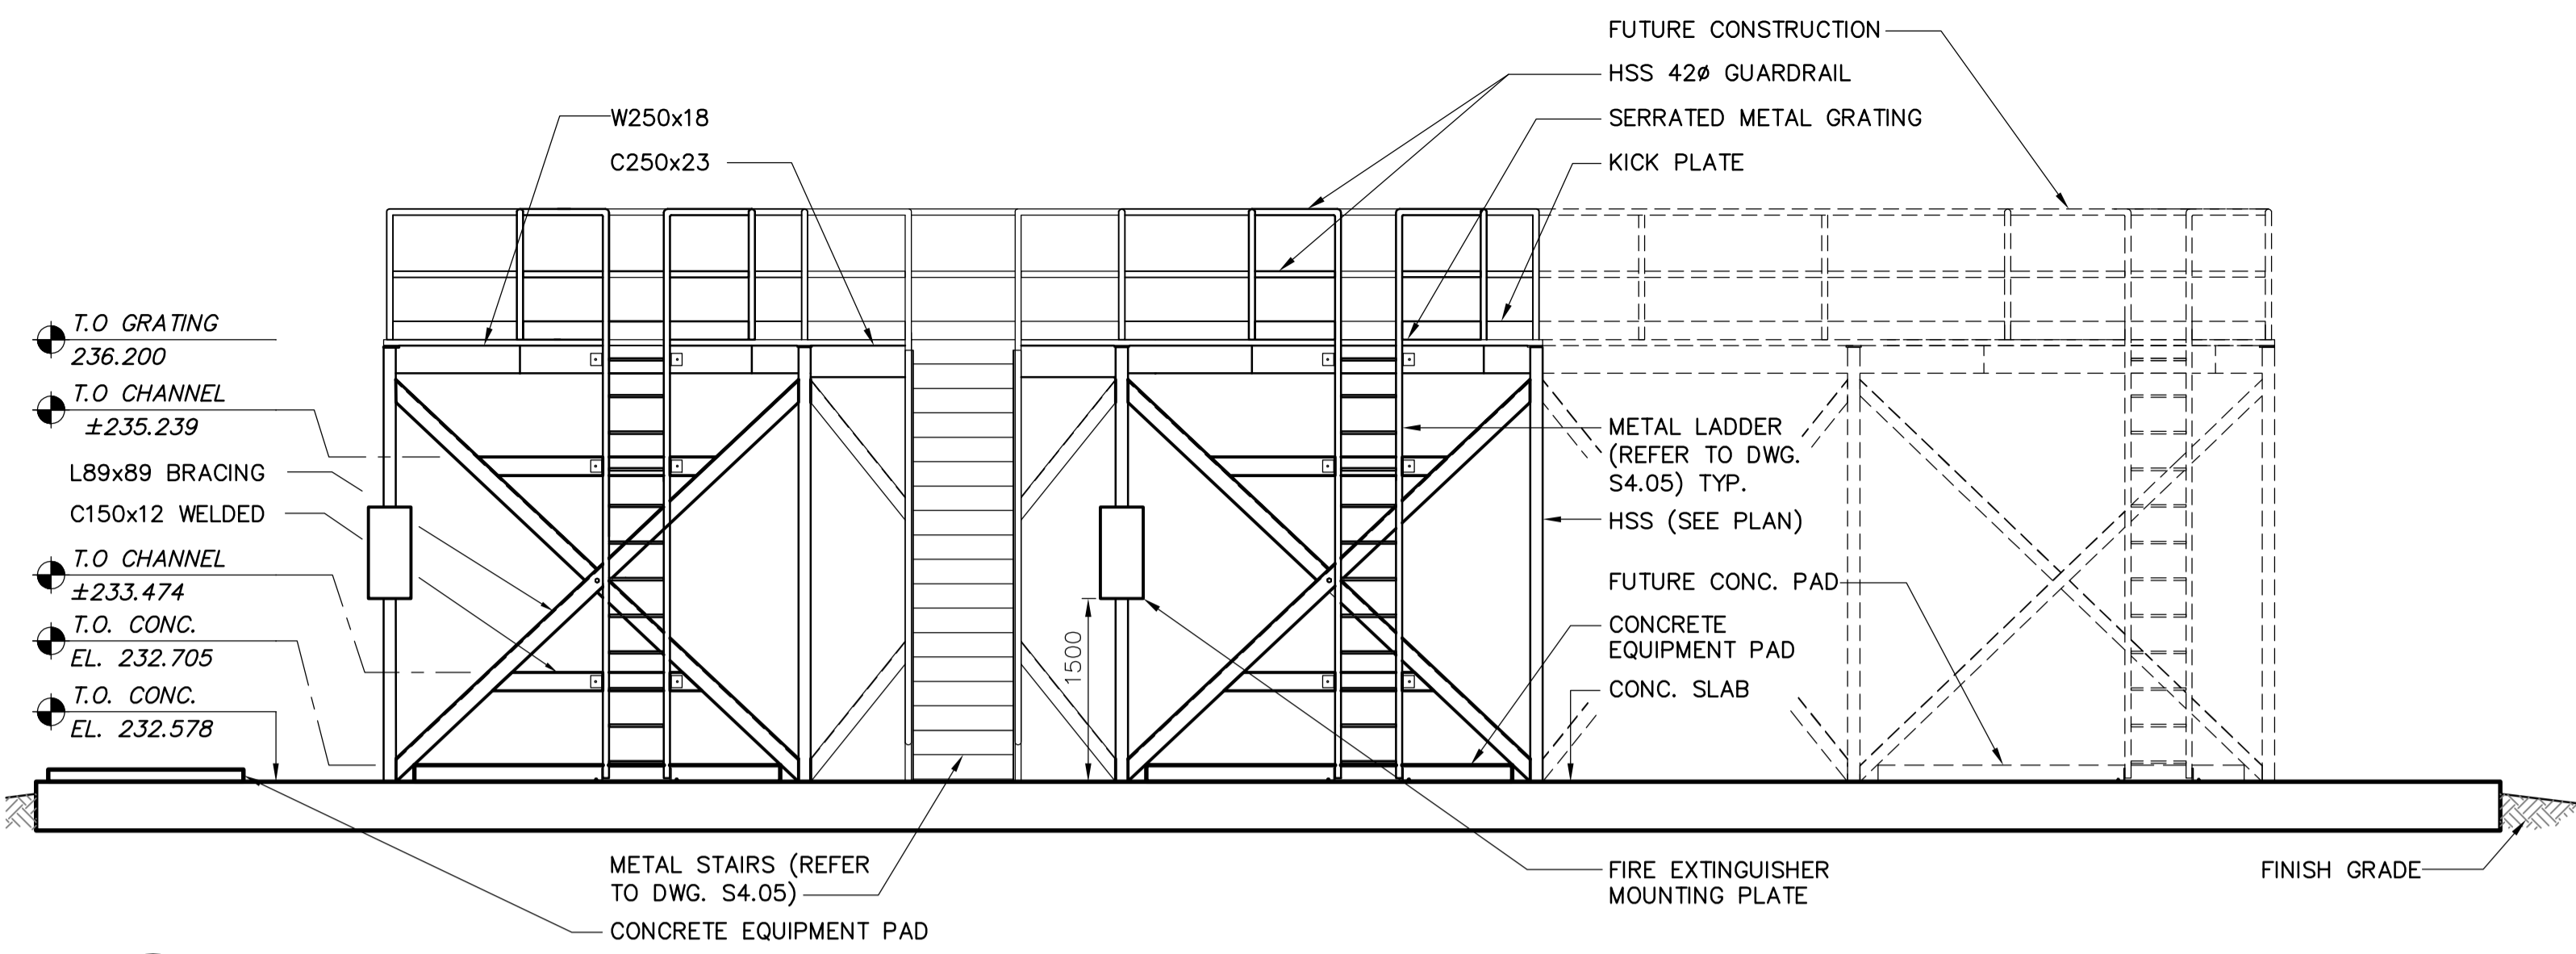 FUTURE CONSTRUCTION
HSS 42ø GUARDRAIL
W250x18
SERRATED METAL GRATING
C250x23
KICK PLATE
T.O GRATING
236.200
T.O CHANNEL
±235.239
L89x89 BRACING
C150x12 WELDED
T.O CHANNEL
±233.474
T.O. CONC.
EL. 232.705
T.O. CONC.
EL. 232.578
METAL LADDER
(REFER TO DWG.
S4.05) TYP.
HSS (SEE PLAN)
FUTURE CONC. PAD
CONCRETE
EQUIPMENT PAD
CONC. SLAB
1500
METAL STAIRS (REFER
TO DWG. S4.05)
CONCRETE EQUIPMENT PAD
FIRE EXTINGUISHER
MOUNTING PLATE
FINISH GRADE